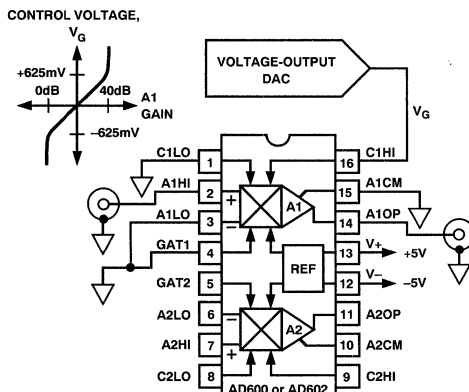 CONTROL VOLTAGE,
VG
+625mV
0dB
40dB
A1
GAIN
–625mV
VOLTAGE-OUTPUT
DAC
VG
C1LO
1
16
C1HI
A1HI
2
+
A1
15
A1CM
A1LO
3
–
14
A1OP
GAT1
4
REF
13
V+
+5V
GAT2
5
12
V–
–5V
A2LO
6
–
A2
11
A2OP
A2HI
7
+
10
A2CM
C2LO
8
9
C2HI
AD600 or AD602